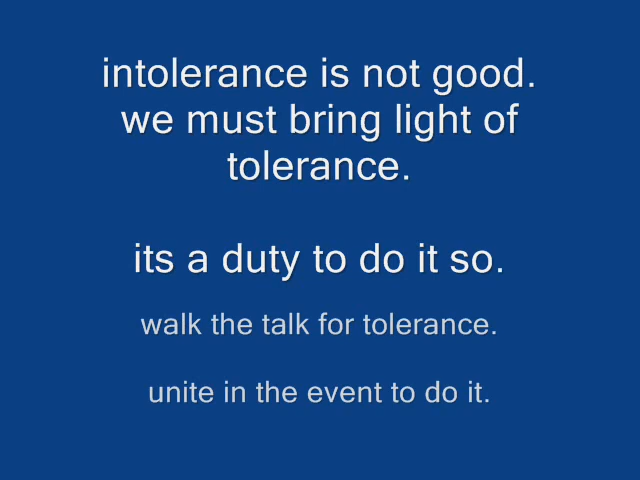 intolerance is not good.
we must bring light of
tolerance.
its a duty to do it so.
walk the talk for tolerance.
unite in the event to do it.